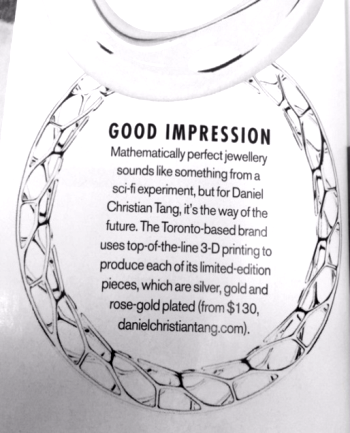 GOOD IMPRESSION
Mathematically perfect jewellery
sounds like something from a
sci-fi experiment, but for Daniel
Christian Tang, it's the way of the
future. The Toronto-based brand
uses top-of-the-line 3-D printing to
produce each of its limited-edition
pieces, which are silver, gold and
rose-gold plated (from $130,
danielchristiantang.com).